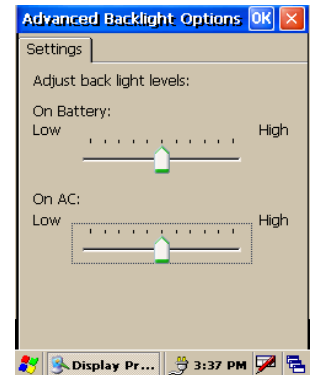 Advanced Backlight Options OK
Settings
Adjust back light levels:
On Battery:
Low High
On AC:
Low High
Display Pr... 3:37 PM